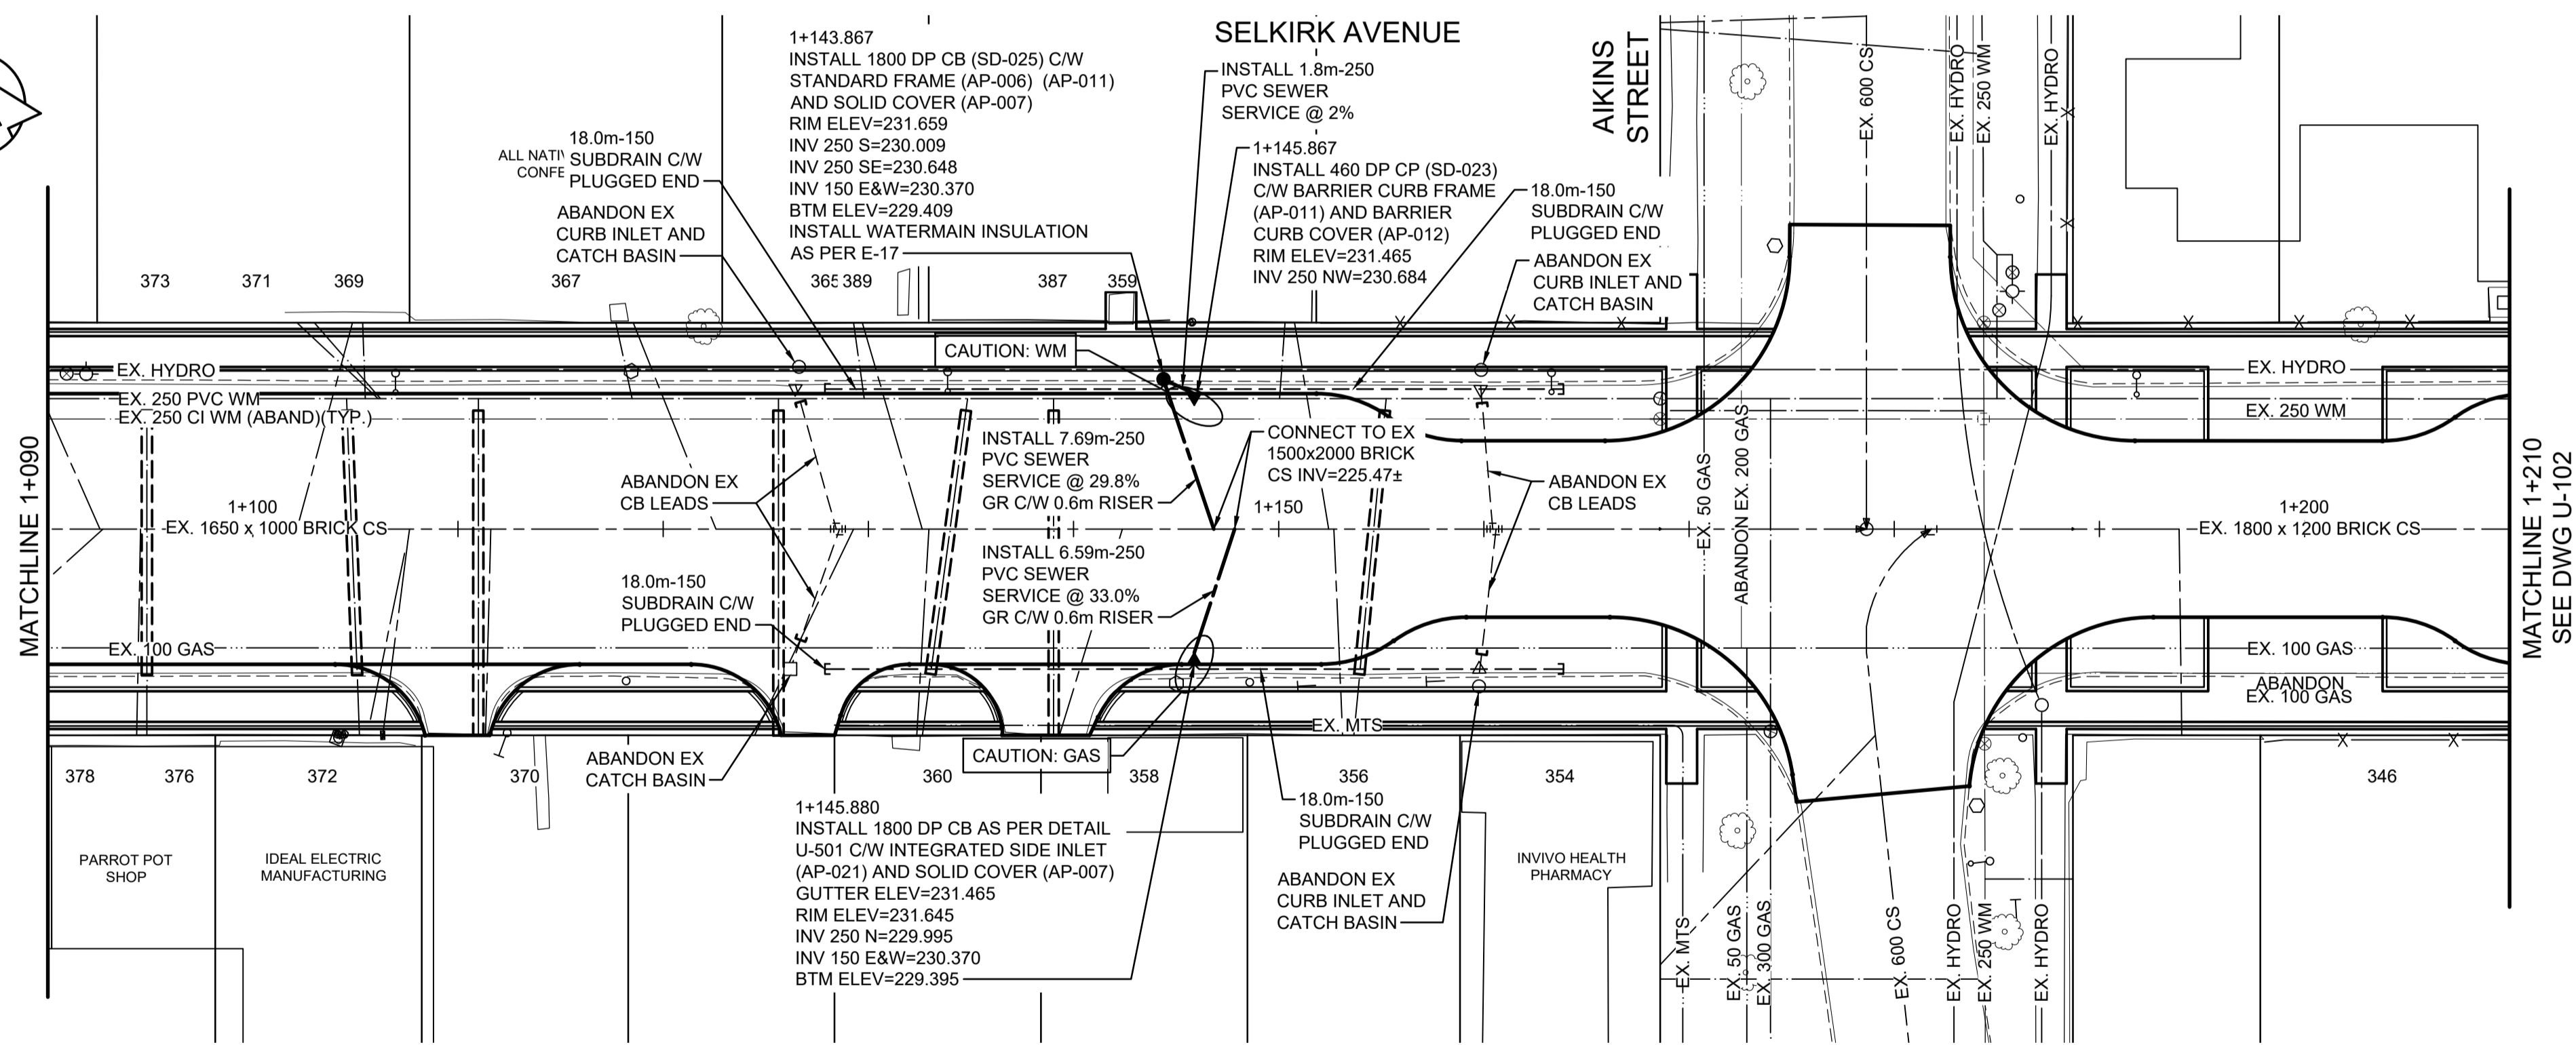 SELKIRK AVENUE
AIKINS
STREET
1+143.867
INSTALL 1800 DP CB (SD-025) C/W
STANDARD FRAME (AP-006) (AP-011)
AND SOLID COVER (AP-007)
RIM ELEV=231.659
INV 250 S=230.009
INV 250 SE=230.648
INV 150 E&W=230.370
BTM ELEV=229.409
INSTALL WATERMAIN INSULATION
AS PER E-17
INSTALL 1.8m-250
PVC SEWER
SERVICE @ 2%
1+145.867
INSTALL 460 DP CP (SD-023)
C/W BARRIER CURB FRAME
(AP-011) AND BARRIER
CURB COVER (AP-012)
RIM ELEV=231.465
INV 250 NW=230.684
ALL NATI
CONFE
18.0m-150
SUBDRAIN C/W
PLUGGED END
ABANDON EX
CURB INLET AND
CATCH BASIN
18.0m-150
SUBDRAIN C/W
PLUGGED END
ABANDON EX
CURB INLET AND
CATCH BASIN
EX. 600 CS
EX. HYDRO
EX. 250 WM
EX. HYDRO
373
371
369
367
365
389
387
359
CAUTION: WM
EX. HYDRO
EX. 250 PVC WM
EX. 250 CI WM (ABAND)(TYP.)
EX. HYDRO
EX. 250 WM
MATCHLINE 1+090
1+100
EX. 1650 x 1000 BRICK CS
ABANDON EX
CB LEADS
INSTALL 7.69m-250
PVC SEWER
SERVICE @ 29.8%
GR C/W 0.6m RISER
CONNECT TO EX
1500x2000 BRICK
CS INV=225.47±
1+150
ABANDON EX
CB LEADS
EX. 50 GAS
ABANDON EX. 200 GAS
1+200
EX. 1800 x 1200 BRICK CS
MATCHLINE 1+210
SEE DWG U-102
INSTALL 6.59m-250
PVC SEWER
SERVICE @ 33.0%
GR C/W 0.6m RISER
18.0m-150
SUBDRAIN C/W
PLUGGED END
EX. 100 GAS
EX. 100 GAS
ABANDON
EX. 100 GAS
EX. MTS
ABANDON EX
CATCH BASIN
CAUTION: GAS
378
376
372
370
360
358
356
354
346
1+145.880
INSTALL 1800 DP CB AS PER DETAIL
U-501 C/W INTEGRATED SIDE INLET
(AP-021) AND SOLID COVER (AP-007)
GUTTER ELEV=231.465
RIM ELEV=231.645
INV 250 N=229.995
INV 150 E&W=230.370
BTM ELEV=229.395
18.0m-150
SUBDRAIN C/W
PLUGGED END
ABANDON EX
CURB INLET AND
CATCH BASIN
PARROT POT
SHOP
IDEAL ELECTRIC
MANUFACTURING
INVIVO HEALTH
PHARMACY
EX. MTS
EX. 50 GAS
EX. 300 GAS
EX. 600 CS
EX. HYDRO
EX. 250 WM
EX. HYDRO